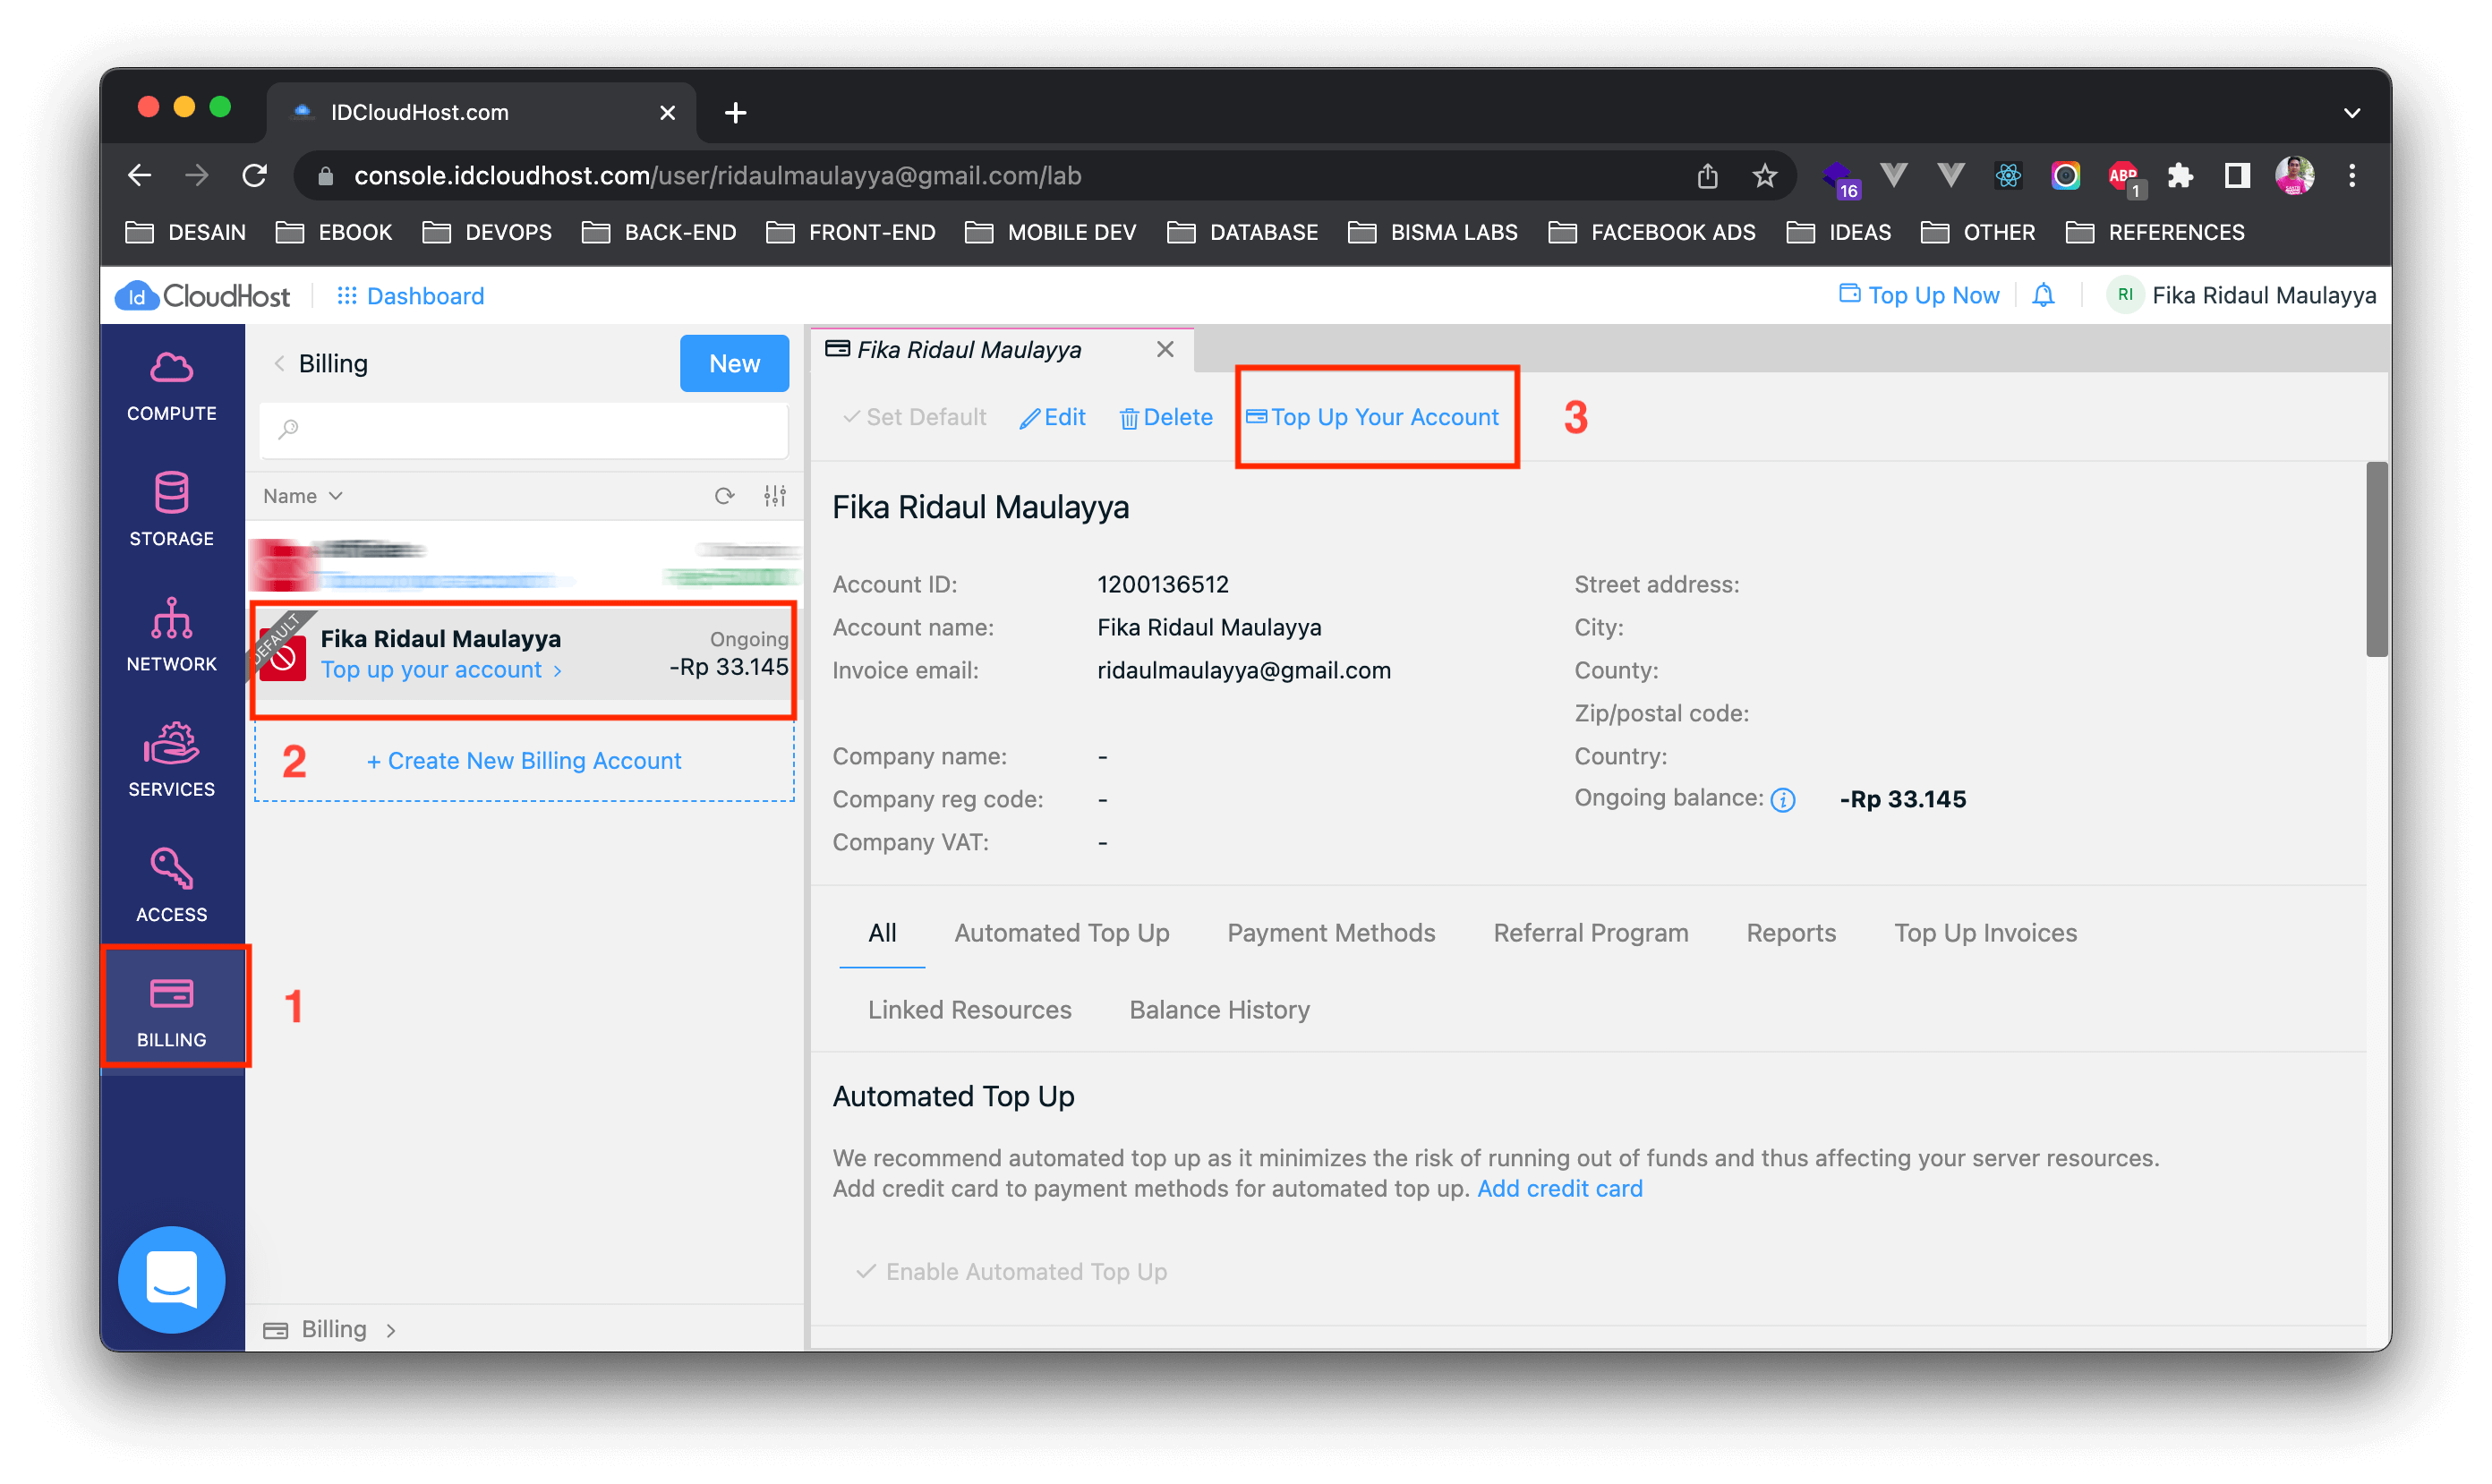 IDCloudHost.com
console.idcloudhost.com/user/ridaulmaulayya@gmail.com/lab
16
ABP
1
DESAIN EBOOK DEVOPS BACK-END FRONT-END MOBILE DEV DATABASE BISMA LABS FACEBOOK ADS IDEAS OTHER REFERENCES
Id CloudHost Dashboard Top Up Now RI Fika Ridaul Maulayya
COMPUTE
STORAGE
NETWORK
SERVICES
ACCESS
BILLING
1
Billing New
Name
DEFAULT
Fika Ridaul Maulayya Ongoing
Top up your account > -Rp 33.145
2 + Create New Billing Account
Billing >
Fika Ridaul Maulayya
Set Default Edit Delete Top Up Your Account 3
Fika Ridaul Maulayya
Account ID: 1200136512
Account name: Fika Ridaul Maulayya
Invoice email: ridaulmaulayya@gmail.com
Company name: -
Company reg code: -
Company VAT: -
Street address:
City:
County:
Zip/postal code:
Country:
Ongoing balance: i -Rp 33.145
All Automated Top Up Payment Methods Referral Program Reports Top Up Invoices
Linked Resources Balance History
Automated Top Up
We recommend automated top up as it minimizes the risk of running out of funds and thus affecting your server resources.
Add credit card to payment methods for automated top up. Add credit card
Enable Automated Top Up